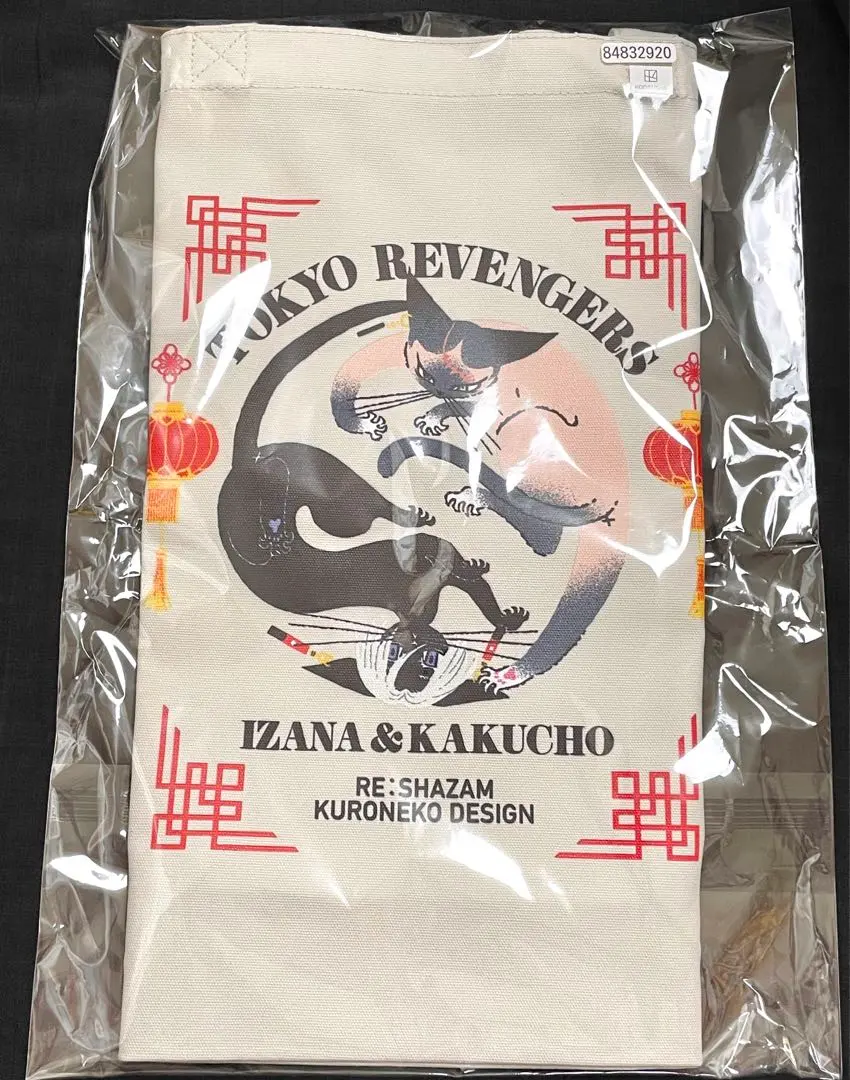 84832920
TOKYO REVENGERS
IZANA & KAKUCHO
RE:SHAZAM
KURONEKO DESIGN